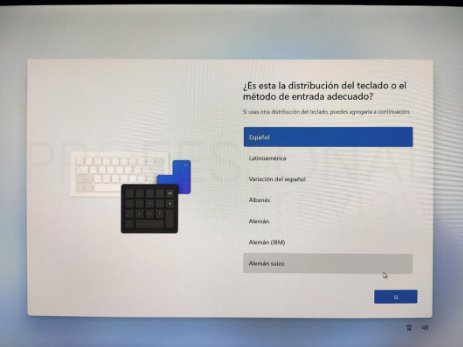 ¿Es esta la distribución del teclado o el
método de entrada adecuado?
Si usas otra distribución del teclado, puedes agregarla a continuación.
Español
Latinoamérica
Variación del español
Albanés
Alemán
Alemán (IBM)
Alemán suizo
Sí